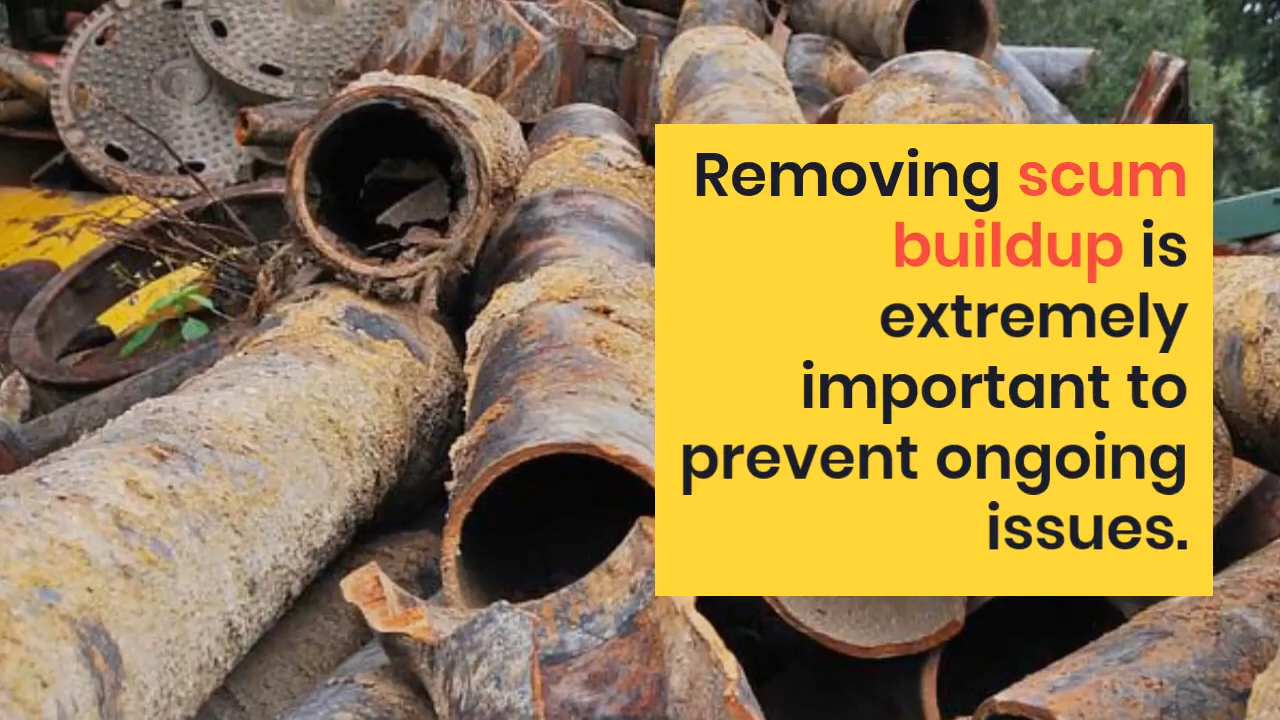 Removing scum
buildup is
extremely
important to
prevent ongoing
issues.